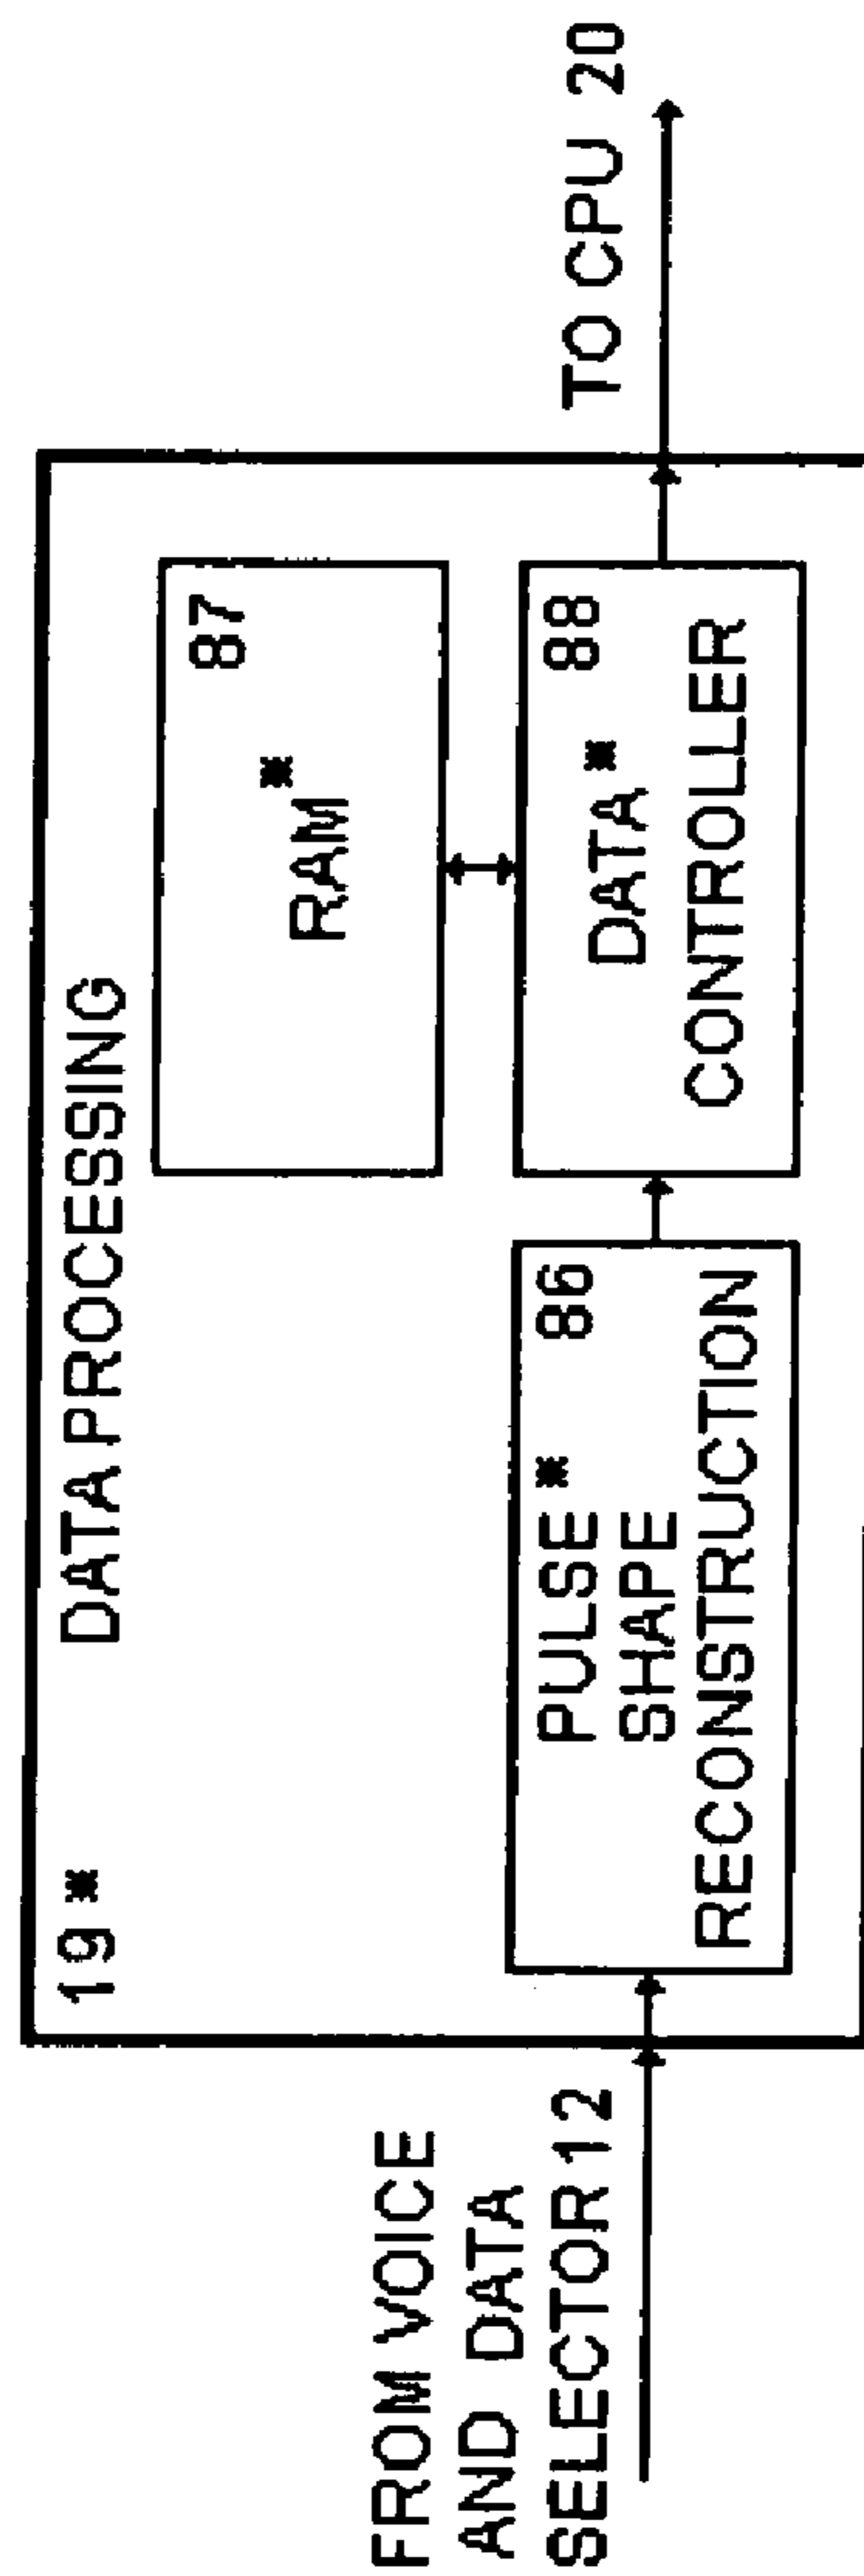 19 *
DATA PROCESSING
RAM *
87
FROM VOICE
AND DATA
SELECTOR 12
PULSE * 86
SHAPE
RECONSTRUCTION
DATA * 88
CONTROLLER
TO CPU 20